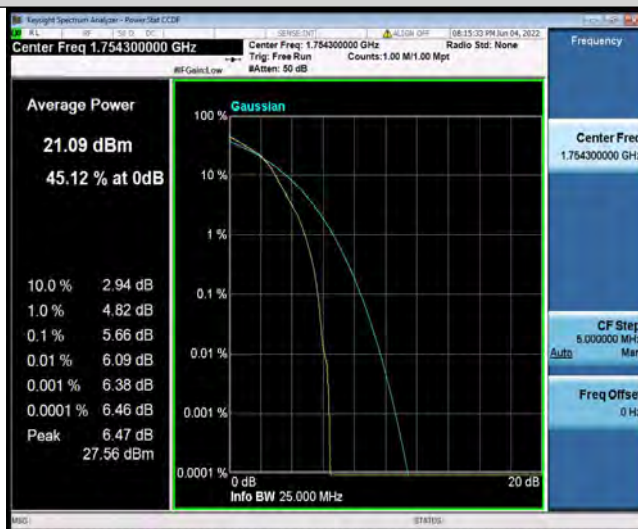 Keysight Spectrum Analyzer - Power Stat CCDF
RL RF 50 Ω DC SENSE:INT ALIGN OFF 08:15:33 PM Jun 04, 2022
Center Freq 1.754300000 GHz
Center Freq: 1.754300000 GHz Radio Std: None
Trig: Free Run Counts:1.00 M/1.00 Mpt
#IFGain:Low #Atten: 50 dB
Frequency
Average Power
21.09 dBm
45.12 % at 0dB
10.0 % 2.94 dB
1.0 % 4.82 dB
0.1 % 5.66 dB
0.01 % 6.09 dB
0.001 % 6.38 dB
0.0001 % 6.46 dB
Peak 6.47 dB
27.56 dBm
Gaussian
100 %
10 %
1 %
0.1 %
0.01 %
0.001 %
0.0001 %
0 dB 20 dB
Info BW 25.000 MHz
Center Freq
1.754300000 GHz
CF Step
5.000000 MHz
Auto Man
Freq Offset
0 Hz
MSG STATUS